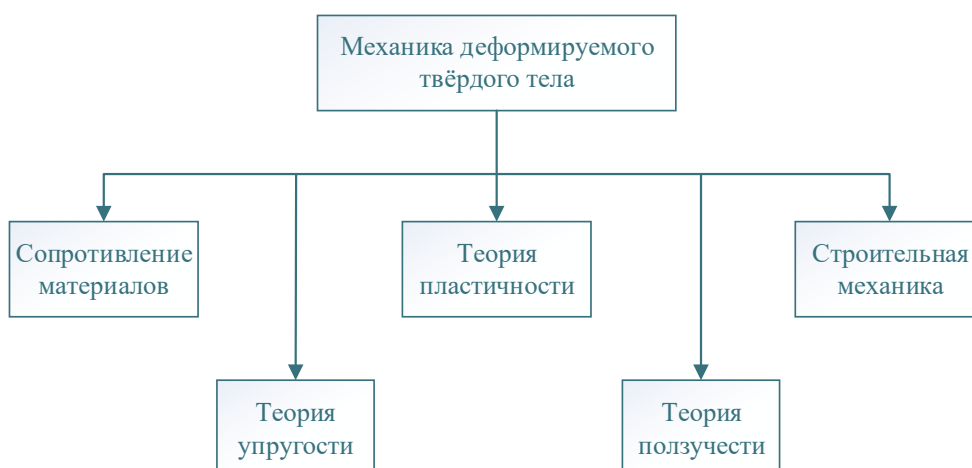 Механика деформируемого
твёрдого тела
Сопротивление
материалов
Теория
пластичности
Строительная
механика
Теория
упругости
Теория
ползучести